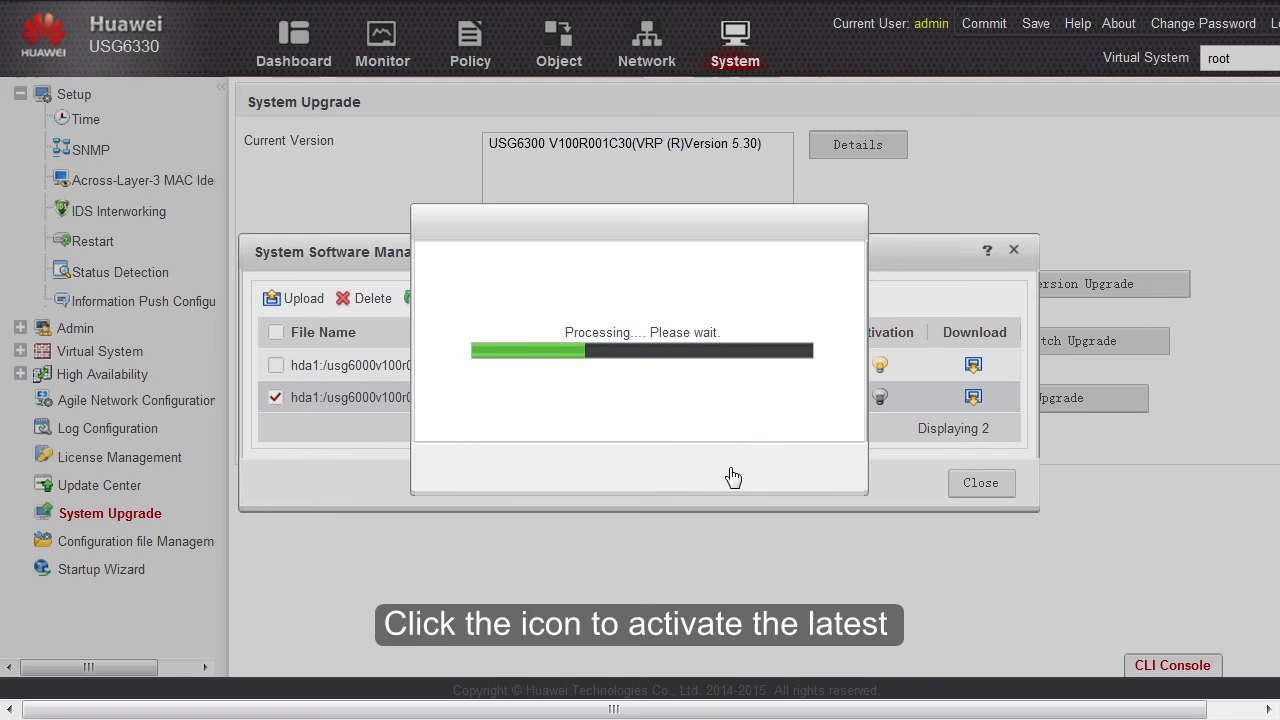 Huawei
USG6330
HUAWEI
Dashboard
Monitor
Policy
Object
Network
System
Current User: admin
Commit
Save
Help
About
Change Password
Virtual System
root
Setup
Time
SNMP
Across-Layer-3 MAC Ide
IDS Interworking
Restart
Status Detection
Information Push Configu
Admin
Virtual System
High Availability
Agile Network Configuration
Log Configuration
License Management
Update Center
System Upgrade
Configuration file Managem
Startup Wizard
System Upgrade
Current Version
USG6300 V100R001C30(VRP (R)Version 5.30)
Details
System Software Mana
?
Upload
Delete
File Name
tivation
Download
hda1:/usg6000v100r0
hda1:/usg6000v100r0
Displaying 2
Close
Processing.... Please wait.
ersion Upgrade
tch Upgrade
pgrade
Click the icon to activate the latest
CLI Console
Copyright © Huawei Technologies Co., Ltd. 2014-2015. All rights reserved.